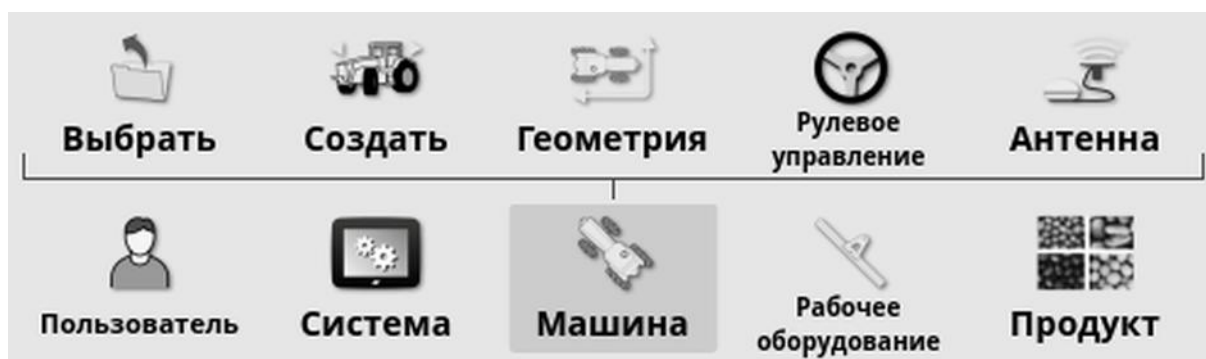 Выбрать
Создать
Геометрия
Рулевое
управление
Антенна
Пользователь
Система
Машина
Рабочее
оборудование
Продукт